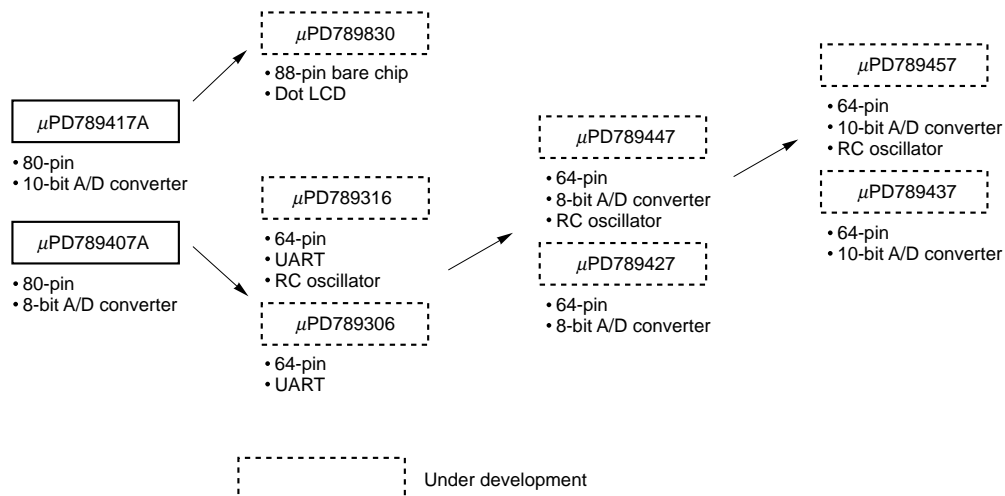 μPD789830
• 88-pin bare chip
• Dot LCD
μPD789417A
• 80-pin
• 10-bit A/D converter
μPD789407A
• 80-pin
• 8-bit A/D converter
μPD789316
• 64-pin
• UART
• RC oscillator
μPD789306
• 64-pin
• UART
μPD789447
• 64-pin
• 8-bit A/D converter
• RC oscillator
μPD789427
• 64-pin
• 8-bit A/D converter
μPD789457
• 64-pin
• 10-bit A/D converter
RC oscillator
μPD789437
• 64-pin
• 10-bit A/D converter
Under development